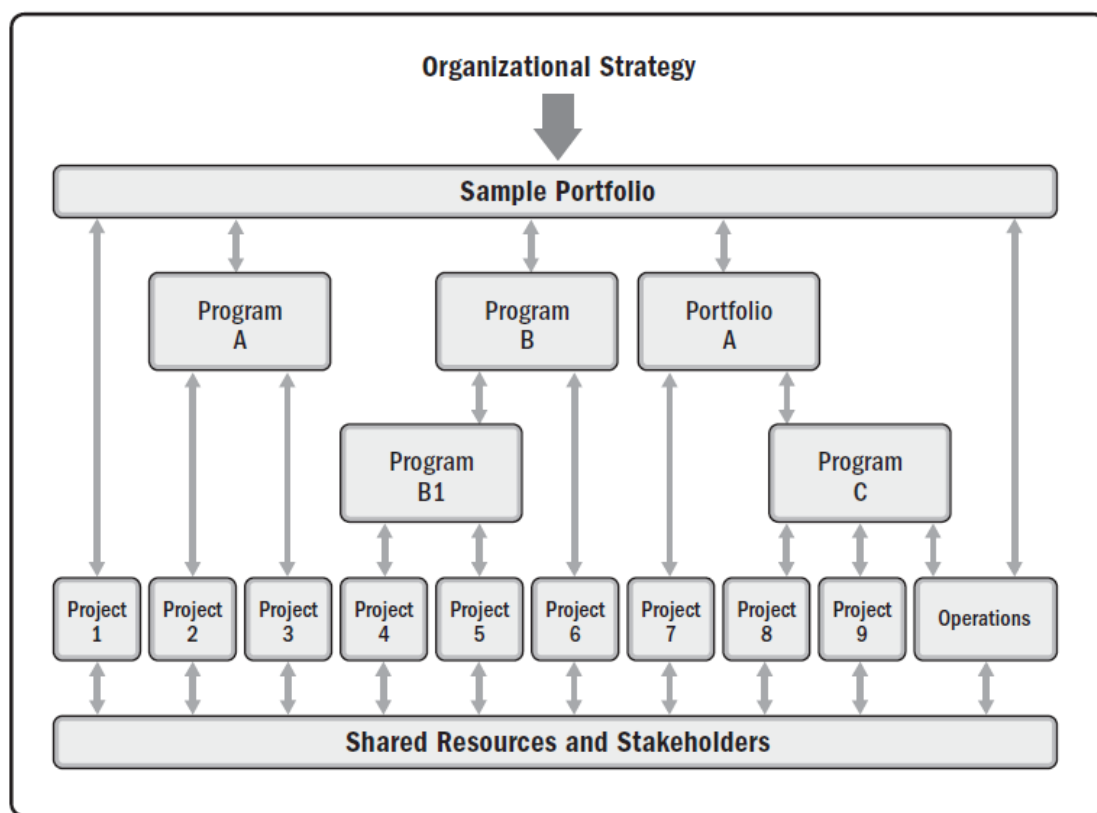 Organizational Strategy
Sample Portfolio
Program
A
Program
B
Portfolio
A
Program
B1
Program
C
Project
1
Project
2
Project
3
Project
4
Project
5
Project
6
Project
7
Project
8
Project
9
Operations
Shared Resources and Stakeholders